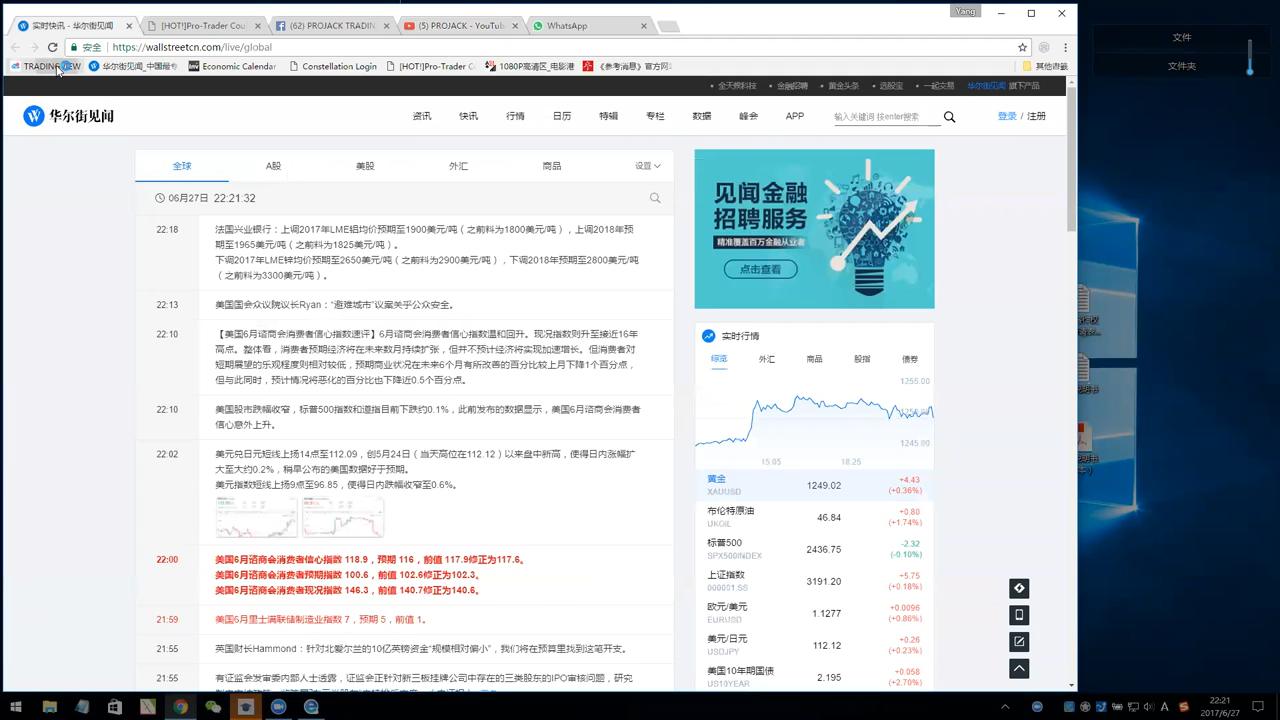 Yang
实时快讯 - 华尔街见闻
[HOT!]Pro-Trader Cou
(62) PROJACK TRADIN
(5) PROJACK - YouTube
WhatsApp
安全 https://wallstreetcn.com/live/global
TRADINGVIEW
华尔街见闻_中国最专
Economic Calendar
Constellation Login
[HOT!]Pro-Trader Co
1080P高清区_电影港
《参考消息》官方网
其他书签
文件
文件夹
金融招聘
黄金头条
选股宝
一起交易
华尔街见闻 旗下产品
W 华尔街见闻
资讯
快讯
行情
日历
特辑
专栏
数据
峰会
APP
输入关键词 按enter搜索
登录 / 注册
全球
A股
美股
外汇
商品
设置
06月27日 22:21:32
22:18
法国兴业银行：上调2017年LME铝均价预期至1900美元/吨（之前料为1800美元/吨），上调2018年预
期至1965美元/吨（之前料为1825美元/吨）。
下调2017年LME锌均价预期至2650美元/吨（之前料为2900美元/吨），下调2018年预期至2800美元/吨
（之前料为3300美元/吨）。
22:13
美国国会众议院议长Ryan：“避难城市”议案关乎公众安全。
22:10
【美国6月谘商会消费者信心指数速评】6月谘商会消费者信心指数温和回升。现况指数则升至接近16年
高点。整体看，消费者预期经济将在未来数月持续扩张，但并不预计经济将实现加速增长。但消费者对
短期展望的乐观程度则相对较低，预期商业状况在未来6个月有所改善的百分比较上月下降1个百分点，
但与此同时，预计情况将恶化的百分比也下降近0.5个百分点。
22:10
美国股市跌幅收窄，标普500指数和道指目前下跌约0.1%，此前发布的数据显示，美国6月谘商会消费者
信心意外上升。
22:02
美元兑日元短线上扬14点至112.09，创5月24日（当天高位在112.12）以来盘中新高，使得日内涨幅扩
大至大约0.2%，稍早公布的美国数据好于预期。
美元指数短线上扬9点至96.85，使得日内跌幅收窄至0.6%。
22:00
美国6月谘商会消费者信心指数 118.9，预期 116，前值 117.9修正为117.6。
美国6月谘商会消费者预期指数 100.6，前值 102.6修正为102.3。
美国6月谘商会消费者现况指数 146.3，前值 140.7修正为140.6。
21:59
美国6月里士满联储制造业指数 7，预期 5，前值 1。
21:55
英国财长Hammond：针对北爱尔兰的10亿英镑资金“规模相对偏小”，我们将在预算里找到这笔开支。
21:55
有证监会发审委内部人士透露，证监会正针对新三板挂牌公司中存在的三类股东的IPO审核问题，研究
见闻金融
招聘服务
精准覆盖百万金融从业者
点击查看
实时行情
综览
外汇
商品
股指
债券
1255.00
1250.00
1245.00
15:05
18:25
黄金
XAUUSD
1249.02
+4.43
(+0.36%)
布伦特原油
UKOIL
46.84
+0.80
(+1.74%)
标普500
SPX500INDEX
2436.75
-2.32
(-0.10%)
上证指数
000001.SS
3191.20
+5.75
(+0.18%)
欧元/美元
EURUSD
1.1277
+0.0096
(+0.86%)
美元/日元
USDJPY
112.12
+0.26
(+0.23%)
美国10年期国债
US10YEAR
2.195
+0.058
(+2.70%)
22:21
2017/6/27